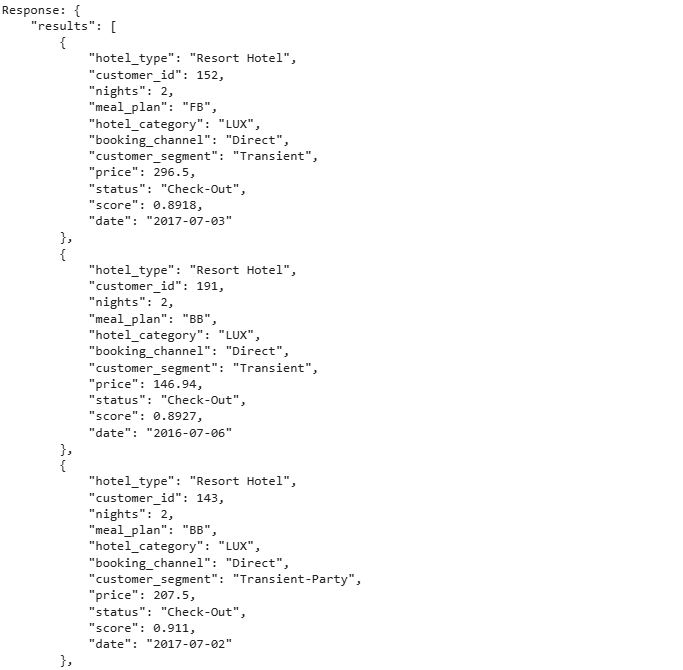 Response: {
    "results": [
        {
            "hotel_type": "Resort Hotel",
            "customer_id": 152,
            "nights": 2,
            "meal_plan": "FB",
            "hotel_category": "LUX",
            "booking_channel": "Direct",
            "customer_segment": "Transient",
            "price": 296.5,
            "status": "Check-Out",
            "score": 0.8918,
            "date": "2017-07-03"
        },
        {
            "hotel_type": "Resort Hotel",
            "customer_id": 191,
            "nights": 2,
            "meal_plan": "BB",
            "hotel_category": "LUX",
            "booking_channel": "Direct",
            "customer_segment": "Transient",
            "price": 146.94,
            "status": "Check-Out",
            "score": 0.8927,
            "date": "2016-07-06"
        },
        {
            "hotel_type": "Resort Hotel",
            "customer_id": 143,
            "nights": 2,
            "meal_plan": "BB",
            "hotel_category": "LUX",
            "booking_channel": "Direct",
            "customer_segment": "Transient-Party",
            "price": 207.5,
            "status": "Check-Out",
            "score": 0.911,
            "date": "2017-07-02"
        },